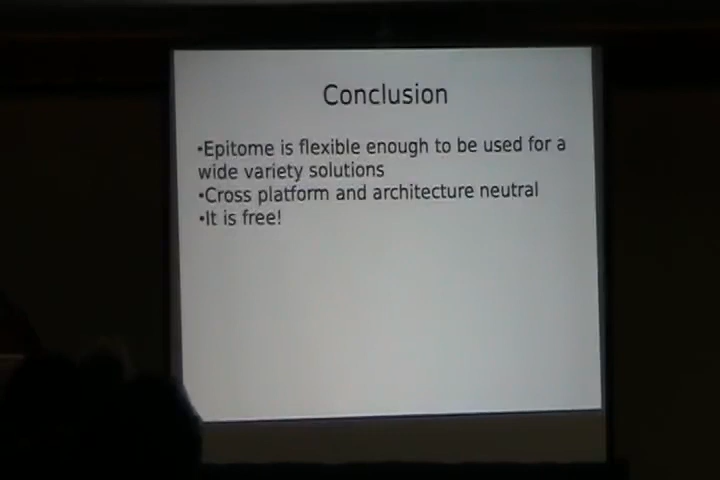 Conclusion
•Epitome is flexible enough to be used for a
wide variety solutions
•Cross platform and architecture neutral
•It is free!